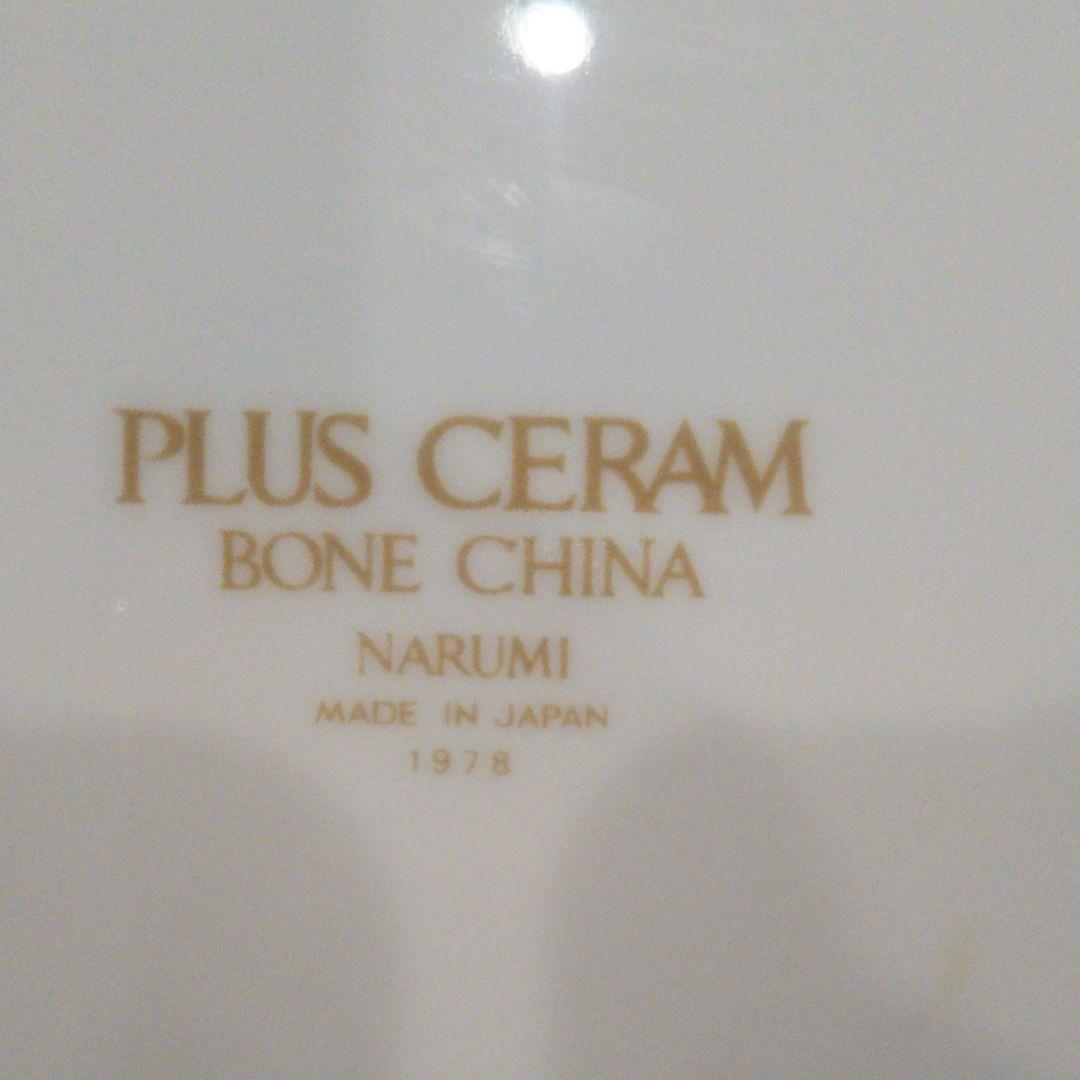 PLUS CERAM
BONE CHINA
NARUMI
MADE IN JAPAN
1978